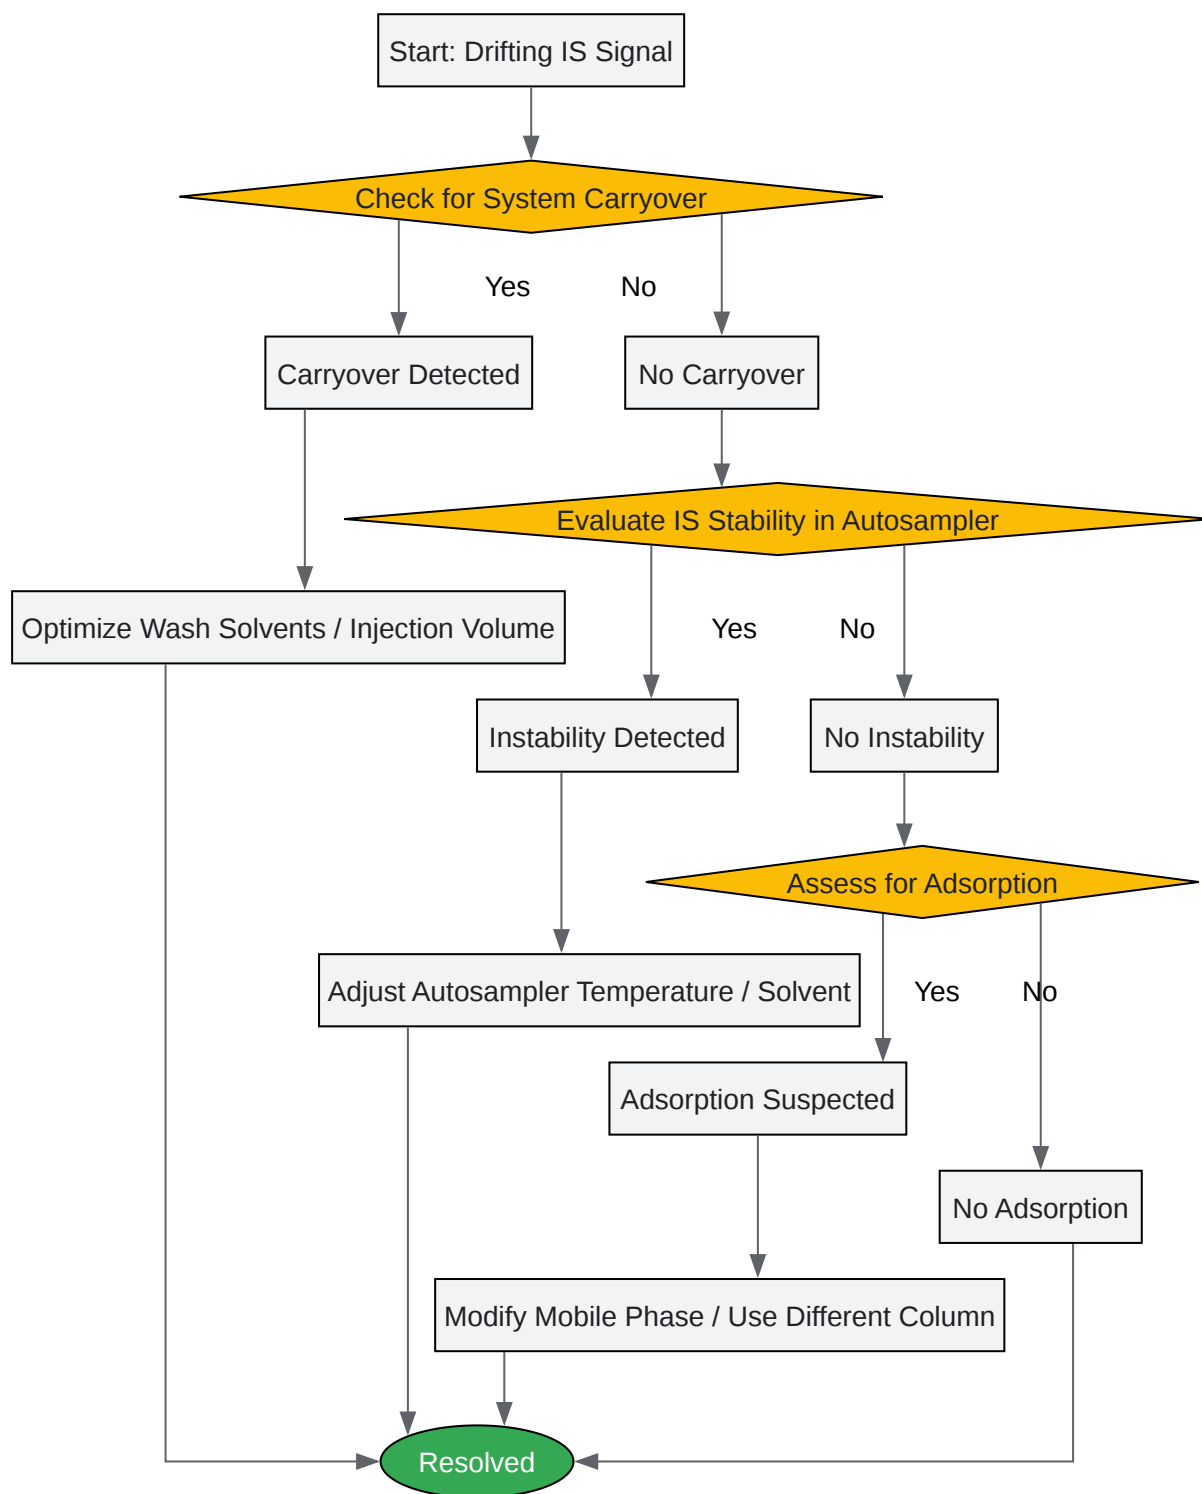 Start: Drifting IS Signal
Check for System Carryover
Yes
No
Carryover Detected
No Carryover
Evaluate IS Stability in Autosampler
Optimize Wash Solvents / Injection Volume
Yes
No
Instability Detected
No Instability
Assess for Adsorption
Adjust Autosampler Temperature / Solvent
Yes
No
Adsorption Suspected
No Adsorption
Modify Mobile Phase / Use Different Column
Resolved